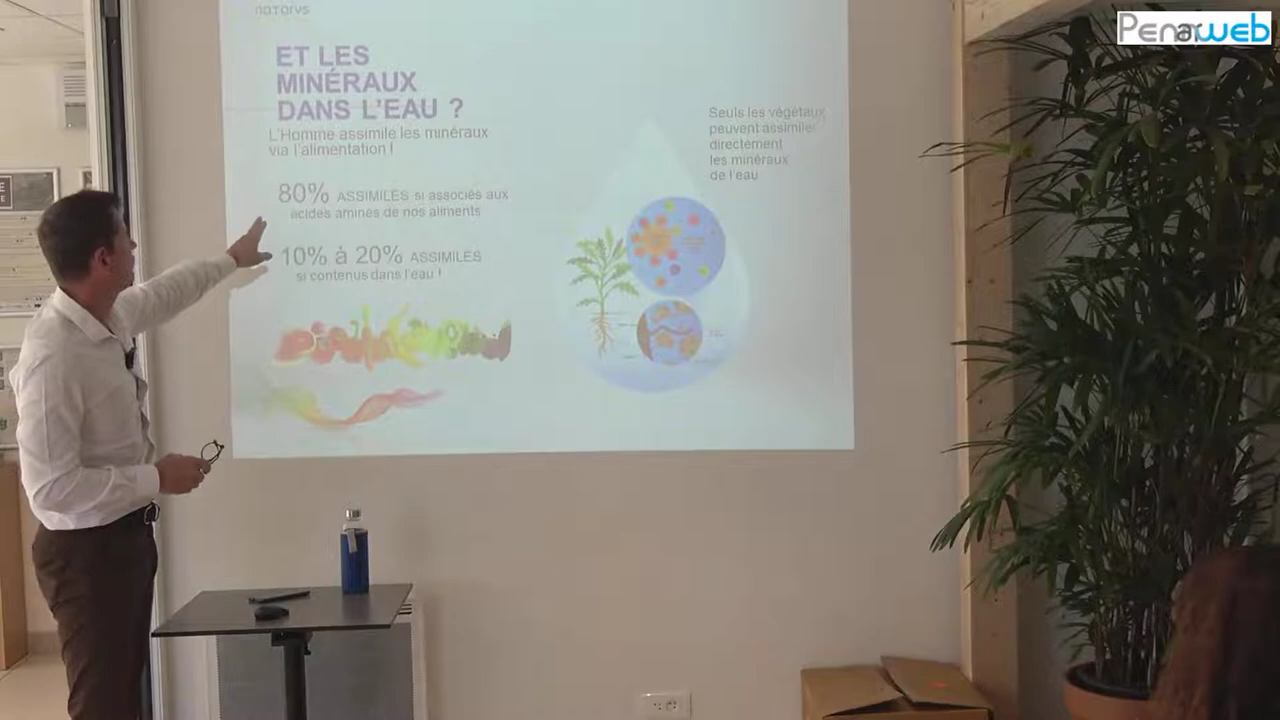 ΠΑΤΟΓVS
ET LES
MINÉRAUX
DANS L'EAU ?
L'Homme assimile les minéraux
via l'alimentation !
80% ASSIMILÉS si associés aux
acides aminés de nos aliments
10% à 20% ASSIMILES
si contenus dans l'eau !
Seuls les végétaux
peuvent assimiler
directement
les minéraux
de l'eau
Penarweb